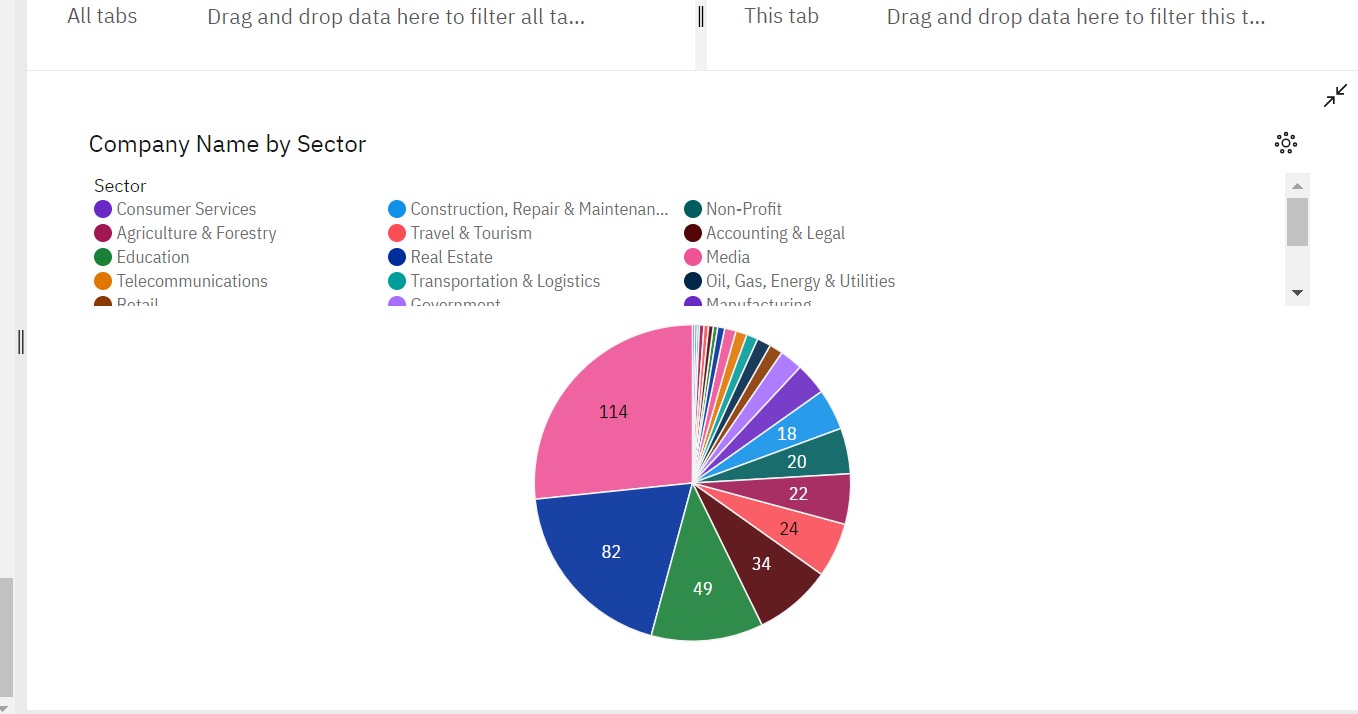 All tabs Drag and drop data here to filter all ta... This tab Drag and drop data here to filter this t...
Company Name by Sector
Sector
Consumer Services Construction, Repair & Maintenan... Non-Profit
Agriculture & Forestry Travel & Tourism Accounting & Legal
Education Real Estate Media
Telecommunications Transportation & Logistics Oil, Gas, Energy & Utilities
Retail Government Manufacturing
114
18
20
22
24
34
82
49